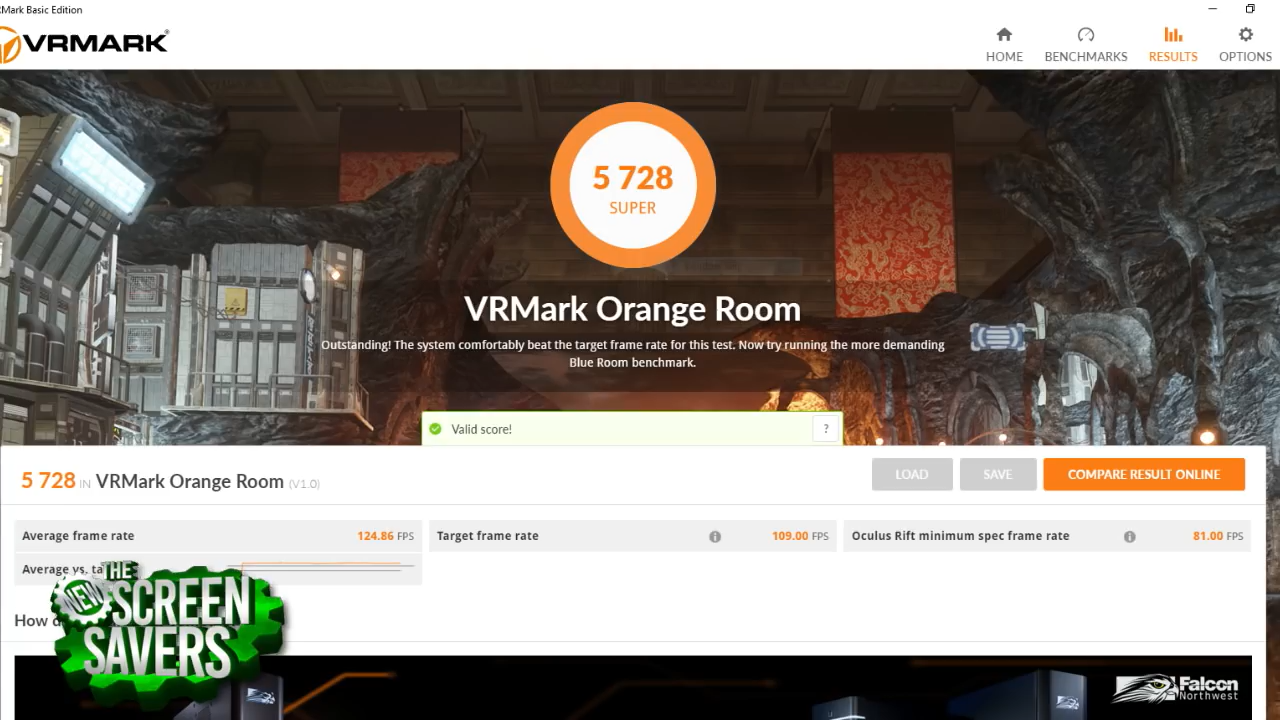 Mark Basic Edition
VRMARK®
HOME
BENCHMARKS
RESULTS
OPTIONS
5 728
SUPER
VRMark Orange Room
Outstanding! The system comfortably beat the target frame rate for this test. Now try running the more demanding
Blue Room benchmark.
Valid score!
?
5 728 IN VRMark Orange Room (V1.0)
LOAD
SAVE
COMPARE RESULT ONLINE
Average frame rate 124.86 FPS
Target frame rate 109.00 FPS
Oculus Rift minimum spec frame rate 81.00 FPS
Average vs. ta
How d
THE
NEW
SCREEN
SAVERS
Falcon
Northwest